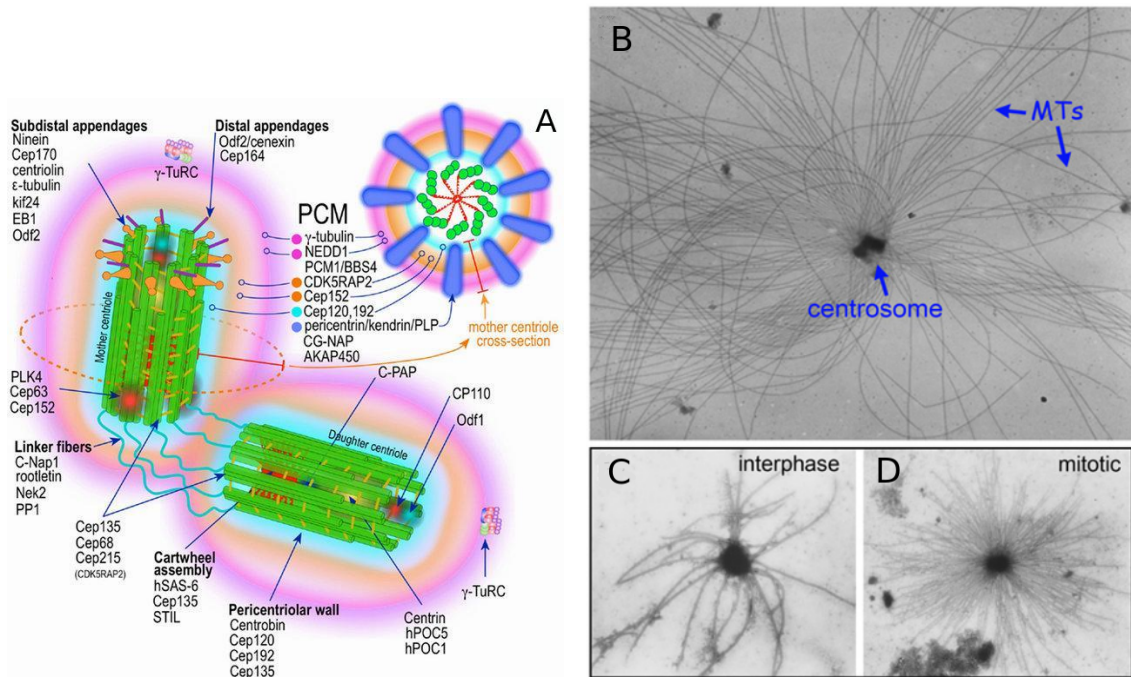 A
Subdistal appendages
Ninein
Cep170
centriolin
ε-tubulin
kif24
EB1
Odf2
Distal appendages
Odf2/cenexin
Cep164
γ-TuRC
PCM
γ-tubulin
NEDD1
PCM1/BBS4
CDK5RAP2
Cep152
Cep120,192
pericentrin/kendrin/PLP
CG-NAP
AKAP450
mother centriole
cross-section
Mother centriole
PLK4
Cep63
Cep152
Linker fibers
C-Nap1
rootletin
Nek2
PP1
C-PAP
CP110
Odf1
Daughter centriole
Cep135
Cep68
Cep215
(CDK5RAP2)
Cartwheel
assembly
hSAS-6
Cep135
STIL
Pericentriolar wall
Centrobin
Cep120
Cep192
Cep135
Centrin
hPOC5
hPOC1
γ-TuRC
B
MTs
centrosome
C
interphase
D
mitotic